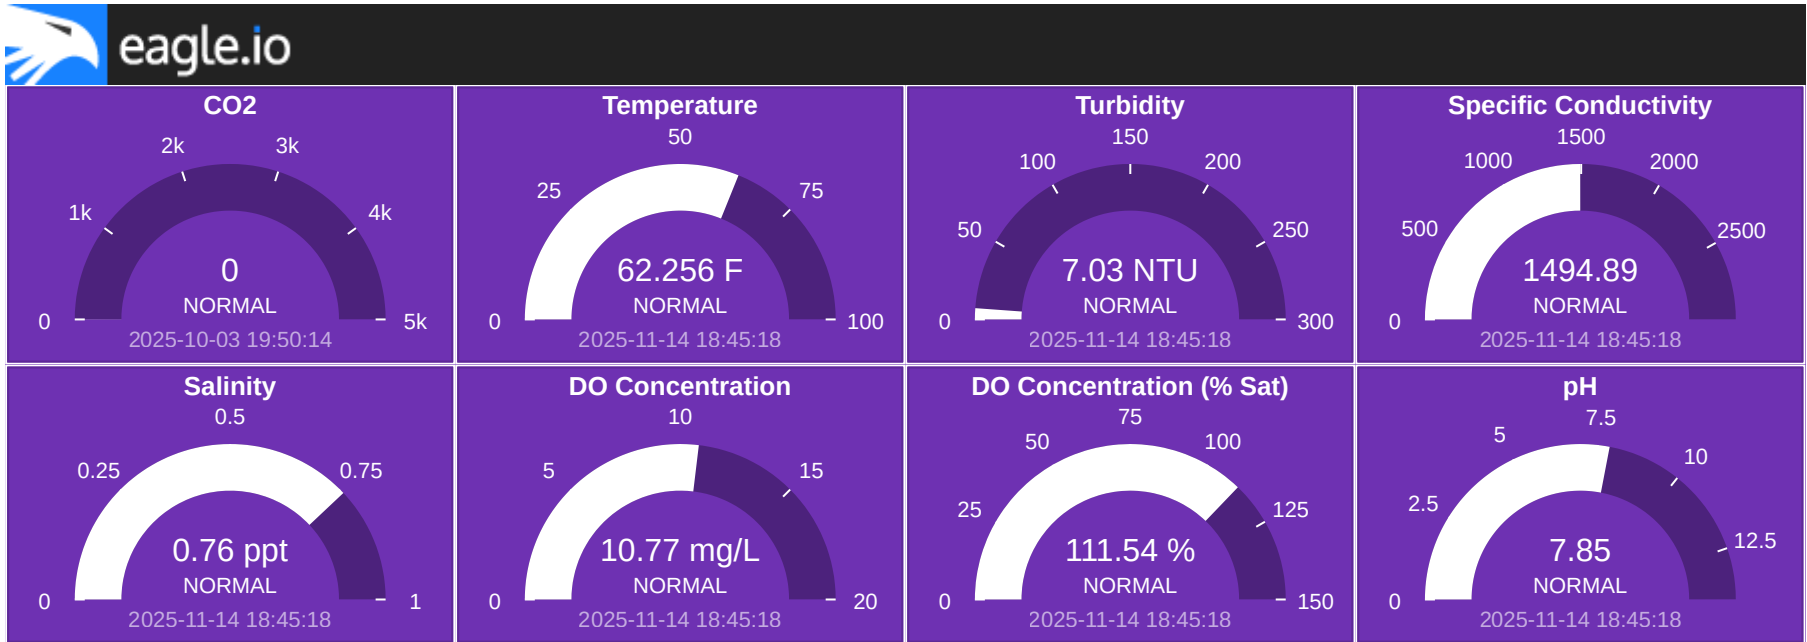 eagle.io
CO2
2k
3k
1k
4k
0
5k
0
NORMAL
2025-10-03 19:50:14
Temperature
50
25
75
0
100
62.256 F
NORMAL
2025-11-14 18:45:18
Turbidity
150
100
200
50
250
0
300
7.03 NTU
NORMAL
2025-11-14 18:45:18
Specific Conductivity
1500
1000
2000
500
2500
0
1494.89
NORMAL
2025-11-14 18:45:18
Salinity
0.5
0.25
0.75
0
1
0.76 ppt
NORMAL
2025-11-14 18:45:18
DO Concentration
10
5
15
0
20
10.77 mg/L
NORMAL
2025-11-14 18:45:18
DO Concentration (% Sat)
75
50
100
25
125
0
150
111.54 %
NORMAL
2025-11-14 18:45:18
pH
7.5
5
10
2.5
12.5
0
7.85
NORMAL
2025-11-14 18:45:18